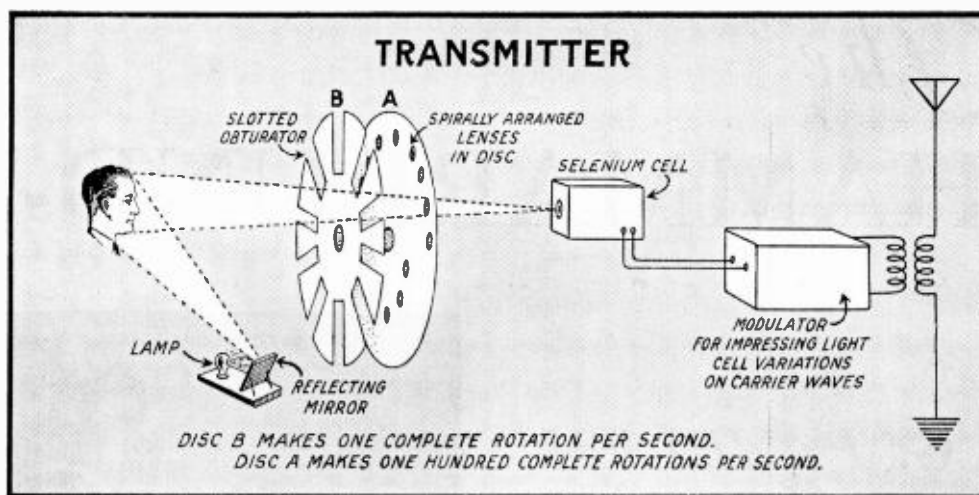 TRANSMITTER
B A
SLOTTED
OBTURATOR
SPIRALLY ARRANGED
LENSES
IN DISC
SELENIUM CELL
LAMP
REFLECTING
MIRROR
MODULATOR
FOR IMPRESSING LIGHT
CELL VARIATIONS
ON CARRIER WAVES
DISC B MAKES ONE COMPLETE ROTATION PER SECOND.
DISC A MAKES ONE HUNDRED COMPLETE ROTATIONS PER SECOND.